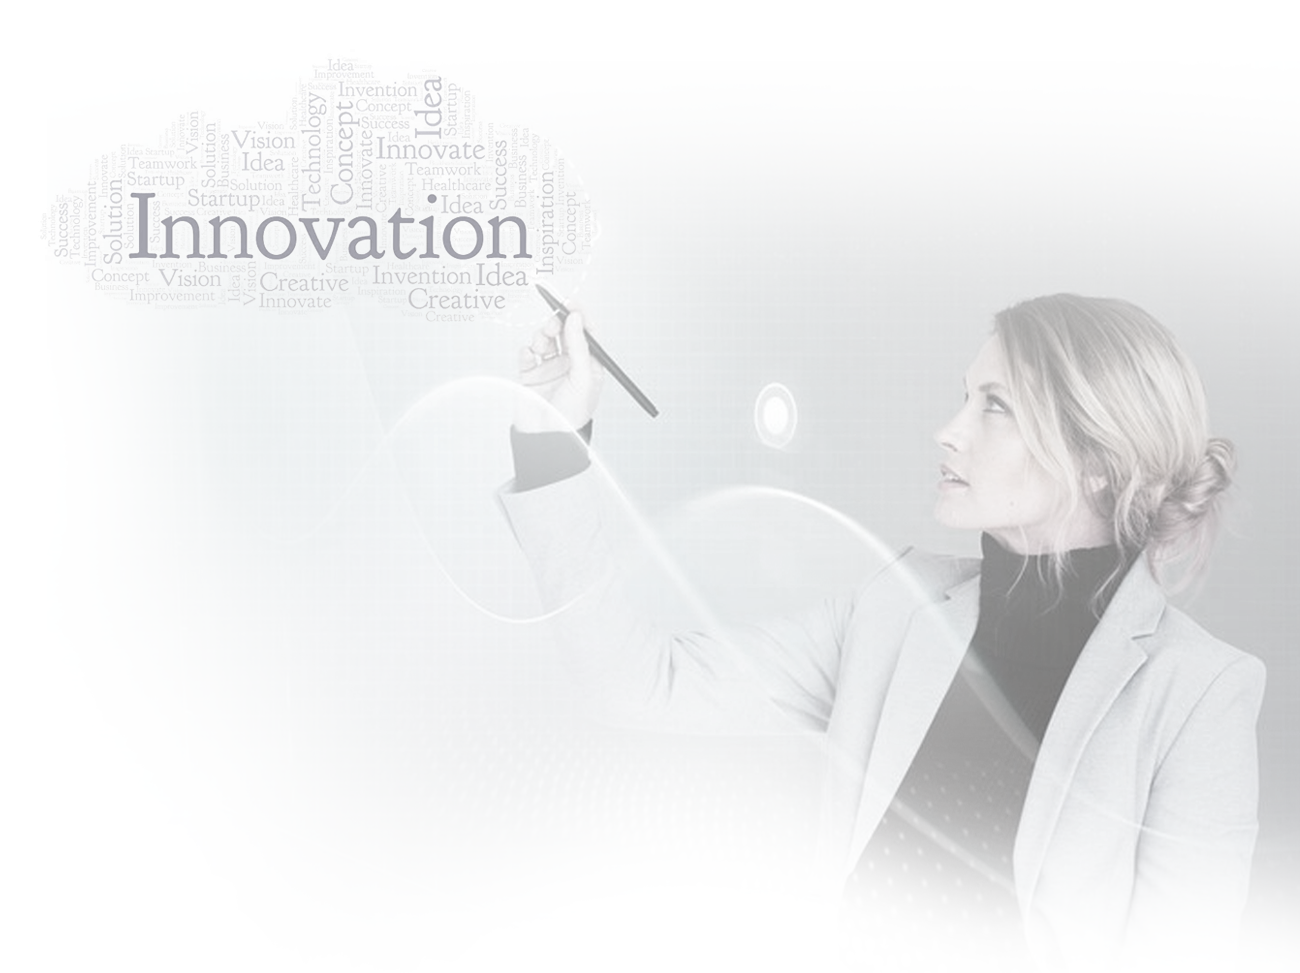 Idea
Improvement
Invention
Idea
Concept
Startup
Technology
Concept
Success
Vision
Solution
Vision
Business
Idea
Innovate
Innovate
Success
Teamwork
Idea
Teamwork
Startup
Solution
Healthcare
Healthcare
Business
Startup
Idea
Idea
Inspiration
Concept
Success
Technology
Improvement
Solution
Innovation
Concept
Vision
Business
Idea
Vision
Startup
Creative
Invention
Idea
Improvement
Innovate
Creative
Creative